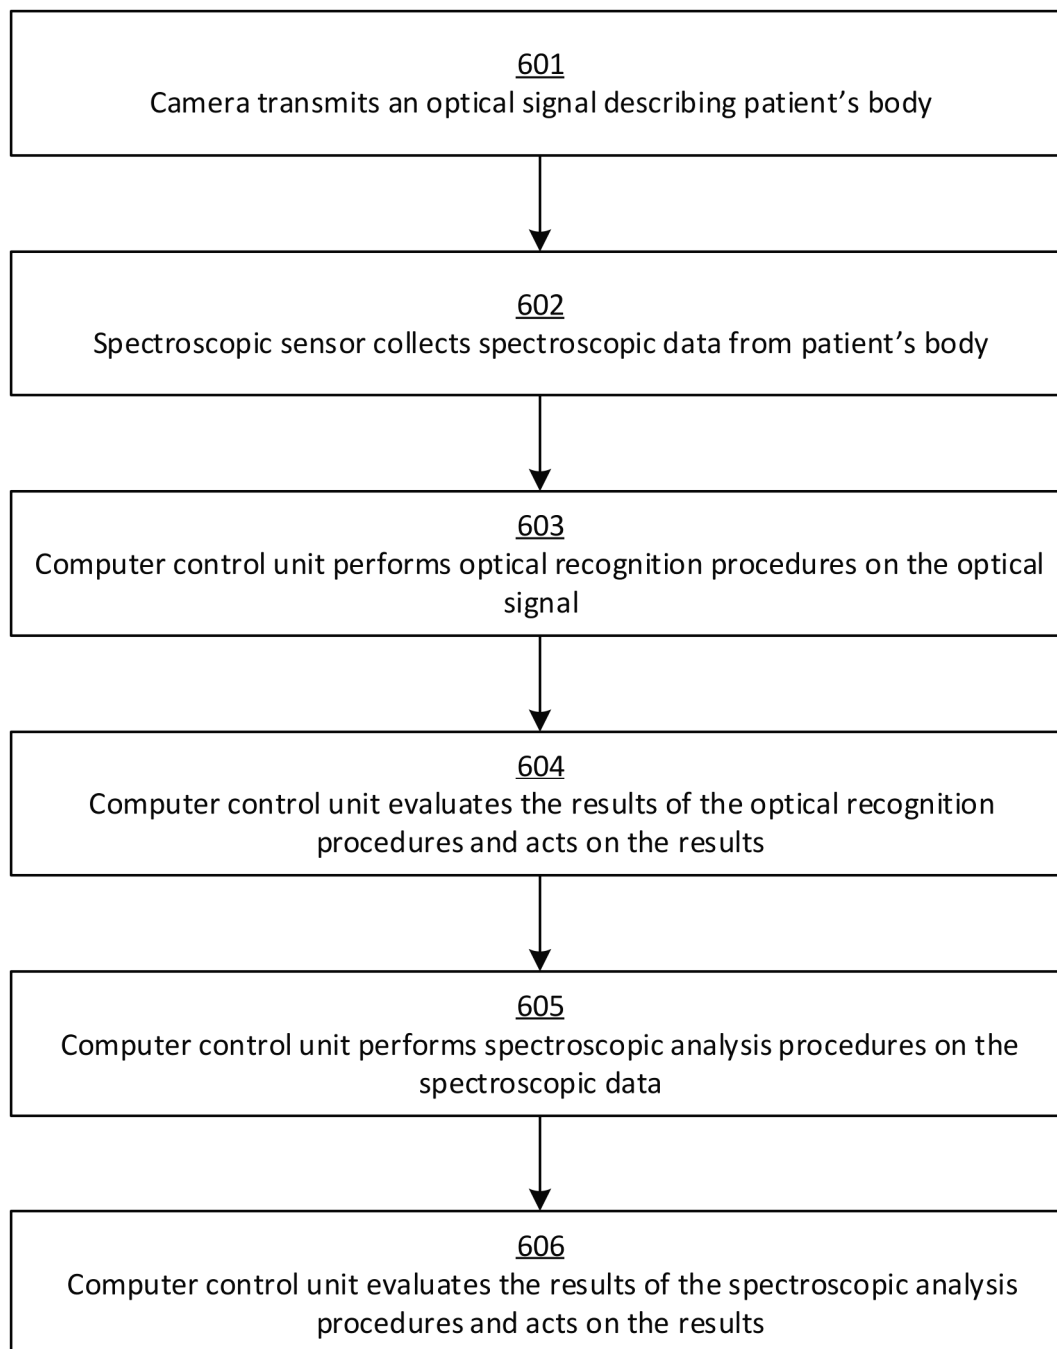 601
Camera transmits an optical signal describing patient’s body
602
Spectroscopic sensor collects spectroscopic data from patient’s body
603
Computer control unit performs optical recognition procedures on the optical
signal
604
Computer control unit evaluates the results of the optical recognition
procedures and acts on the results
605
Computer control unit performs spectroscopic analysis procedures on the
spectroscopic data
606
Computer control unit evaluates the results of the spectroscopic analysis
procedures and acts on the results